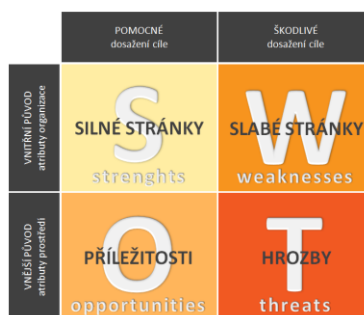 POMOCNÉ
dosažení cíle
ŠKODLIVÉ
dosažení cíle
VNITŘNÍ PŮVOD
atributy organizace
S
SILNÉ STRÁNKY
strenghts
W
SLABÉ STRÁNKY
weaknesses
VNĚJŠÍ PŮVOD
atributy prostředí
O
PŘÍLEŽITOSTI
opportunities
T
HROZBY
threats